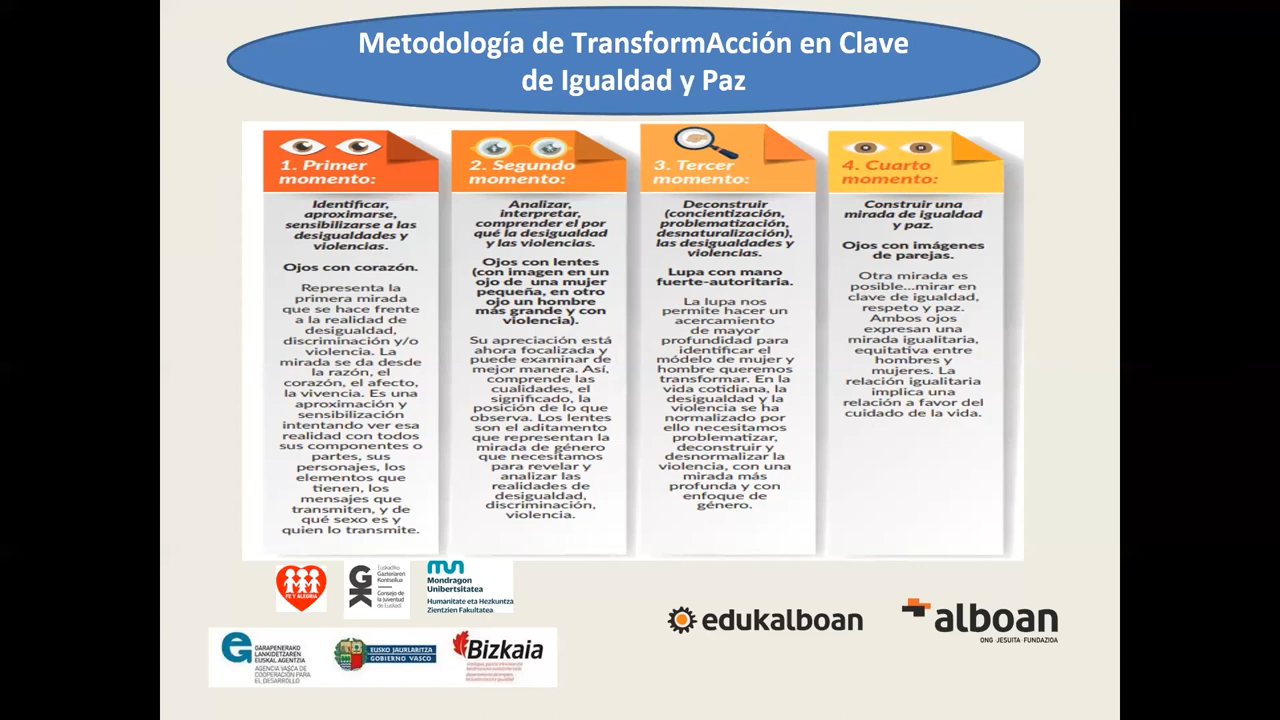 Metodología de TransformAcción en Clave
de Igualdad y Paz
1. Primer
momento:
Identificar,
aproximarse,
sensibilizarse a las
desigualdades y
violencias.
Ojos con corazón.
Representa la
primera mirada
que se hace frente
a la realidad de
desigualdad,
discriminación y/o
violencia. La
mirada se da desde
la razón, el
corazón, el afecto,
la vivencia. Es una
aproximación y
sensibilización
intentando ver esa
realidad con todos
sus componentes o
partes, sus
personajes, los
elementos que
tienen, los
mensajes que
transmiten, y de
qué sexo es y
quien lo transmite.
2. Segundo
momento:
Analizar,
interpretar,
comprender el por
qué la desigualdad
y las violencias.
Ojos con lentes
(con imagen en un
ojo de una mujer
pequeña, en otro
ojo un hombre
más grande y con
violencia).
Su apreciación está
ahora focalizada y
puede examinar de
mejor manera. Así,
comprende las
cualidades, el
significado, la
posición de lo que
observa. Los lentes
son el aditamento
que representan la
mirada de género
que necesitamos
para revelar y
analizar las
realidades de
desigualdad,
discriminación,
violencia.
3. Tercer
momento:
Deconstruir
(concientización,
problematización,
desnaturalización),
las desigualdades y
violencias.
Lupa con mano
fuerte-autoritaria.
La lupa nos
permite hacer un
acercamiento
de mayor
profundidad para
identificar el
módelo de mujer y
hombre queremos
transformar. En la
vida cotidiana, la
desigualdad y la
violencia se ha
normalizado por
ello necesitamos
problematizar,
deconstruir y
desnormalizar la
violencia, con una
mirada más
profunda y con
enfoque de
género.
4. Cuarto
momento:
Construir una
mirada de igualdad
y paz.
Ojos con imágenes
de parejas.
Otra mirada es
posible...mirar en
clave de igualdad,
respeto y paz.
Ambos ojos
expresan una
mirada igualitaria,
equitativa entre
hombres y
mujeres. La
relación igualitaria
implica una
relación a favor del
cuidado de la vida.
FE Y ALEGRIA
Euskadiko
Gazteriaren
Kontseilua
Consejo de
la Juventud
de Euskadi
Mondragon
Unibertsitatea
Humanitate eta Hezkuntza
Zientzien Fakultatea
GARAPENERAKO
LANKIDETZAREN
EUSKAL AGENTZIA
AGENCIA VASCA DE
COOPERACIÓN PARA
EL DESARROLLO
EUSKO JAURLARITZA
GOBIERNO VASCO
Bizkaia
edukalboan
alboan
ONG JESUITA FUNDAZIOA